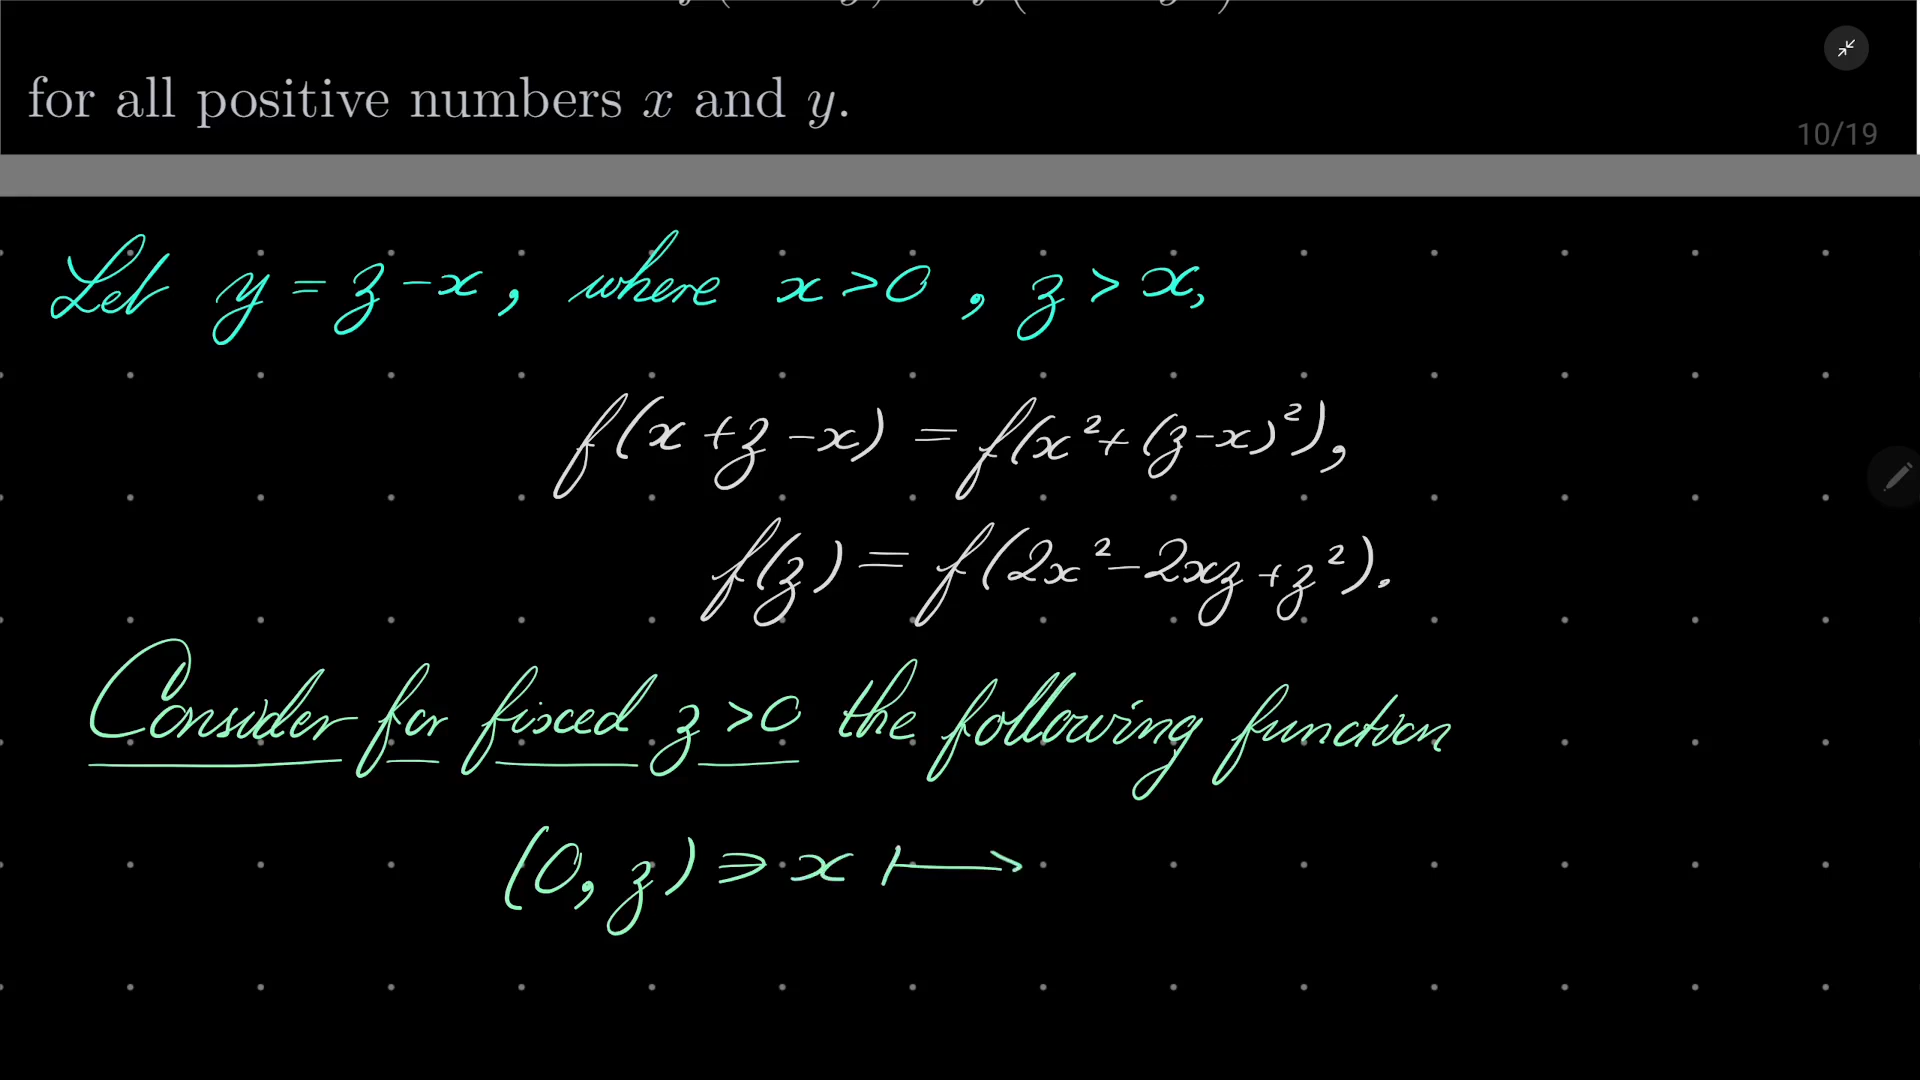 for all positive numbers x and y.
10/19
Let y = z - x, where x > 0, z > x,
f(x + z - x) = f(x² + (z - x)²),
f(z) = f(2x² - 2xz + z²).
Consider for fixed z > 0 the following function
(0, z) ∋ x ⟼